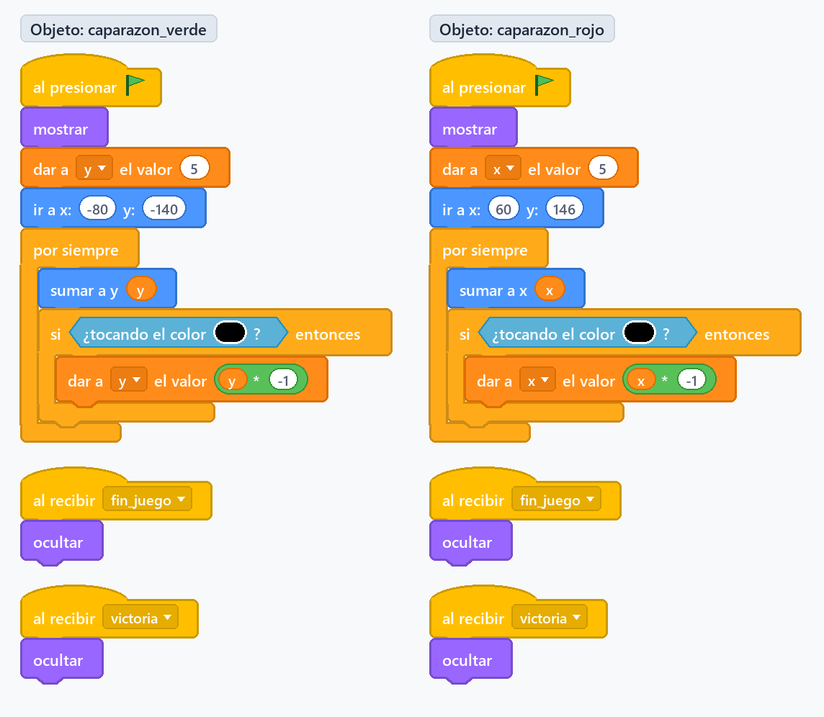 Objeto: caparazon_verde
al presionar
mostrar
dar a y el valor 5
ir a x: -80 y: -140
por siempre
sumar a y y
si ¿tocando el color ? entonces
dar a y el valor y * -1
al recibir fin_juego
ocultar
al recibir victoria
ocultar
Objeto: caparazon_rojo
al presionar
mostrar
dar a x el valor 5
ir a x: 60 y: 146
por siempre
sumar a x x
si ¿tocando el color ? entonces
dar a x el valor x * -1
al recibir fin_juego
ocultar
al recibir victoria
ocultar